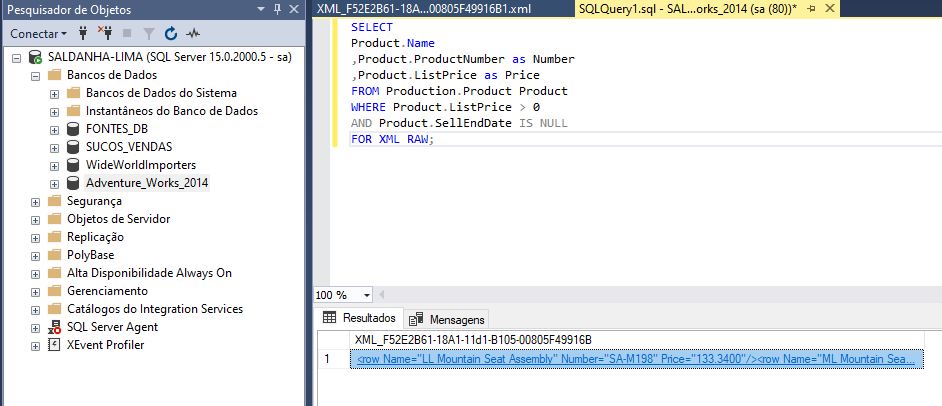 Pesquisador de Objetos
Conectar
SALDANHA-LIMA (SQL Server 15.0.2000.5 - sa)
Bancos de Dados
Bancos de Dados do Sistema
Instantâneos do Banco de Dados
FONTES_DB
SUCOS_VENDAS
WideWorldImporters
Adventure_Works_2014
Segurança
Objetos de Servidor
Replicação
PolyBase
Alta Disponibilidade Always On
Gerenciamento
Catálogos do Integration Services
SQL Server Agent
XEvent Profiler
XML_F52E2B61-18A...00805F49916B1.xml
SQLQuery1.sql - SAL...orks_2014 (sa (80))*
SELECT
Product.Name
,Product.ProductNumber as Number
,Product.ListPrice as Price
FROM Production.Product Product
WHERE Product.ListPrice > 0
AND Product.SellEndDate IS NULL
FOR XML RAW;
100 %
Resultados
Mensagens
XML_F52E2B61-18A1-11d1-B105-00805F49916B
1
<row Name="LL Mountain Seat Assembly" Number="SA-M198" Price="133.3400"/><row Name="ML Mountain Sea...